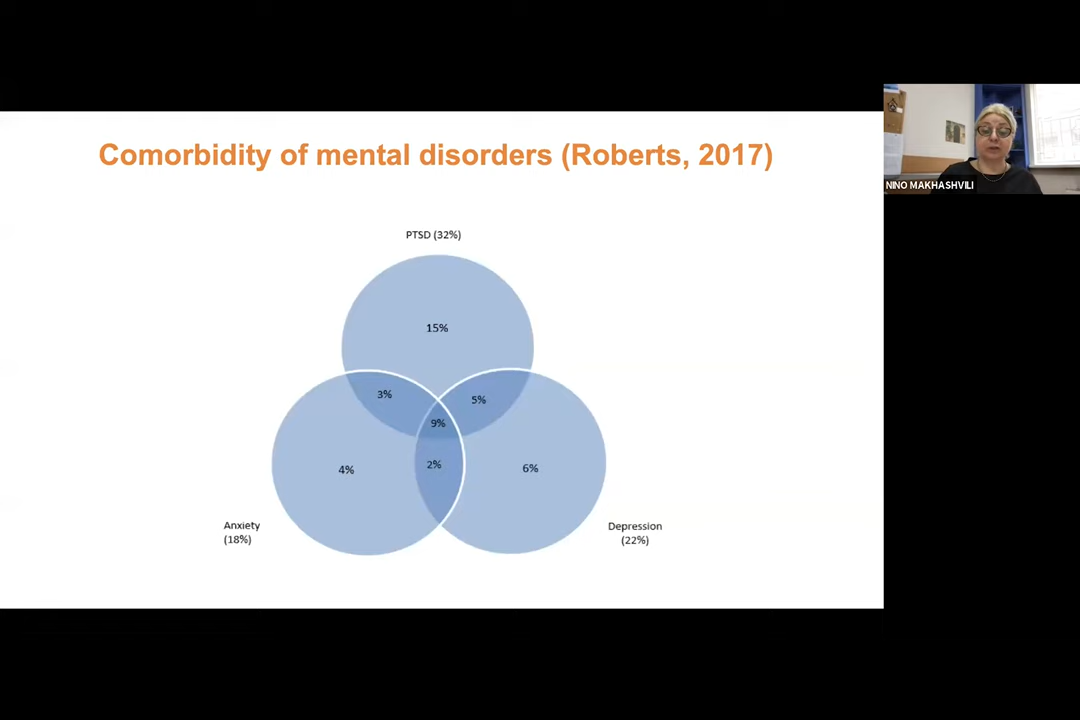 Comorbidity of mental disorders (Roberts, 2017)
NINO MAKHASHVILI
PTSD (32%)
15%
3%
5%
9%
4%
2%
6%
Anxiety
(18%)
Depression
(22%)